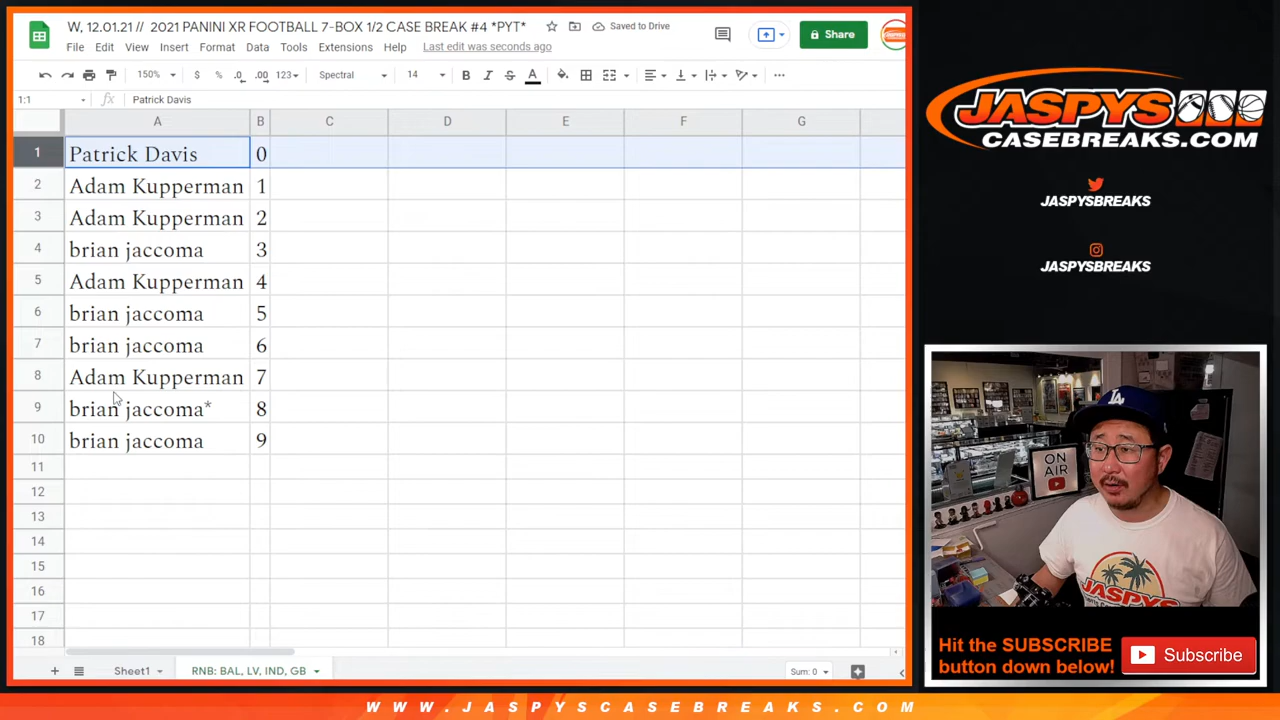 W, 12.01.21 // 2021 PANINI XR FOOTBALL 7-BOX 1/2 CASE BREAK #4 *PYT*
Saved to Drive
Share
File Edit View Insert Format Data Tools Extensions Help Last edit was seconds ago
150% $ % .0 .00 123 Spectral 14 B I S A
1:1 fx Patrick Davis
A B C D E F G
1 Patrick Davis 0
2 Adam Kupperman 1
3 Adam Kupperman 2
4 brian jaccoma 3
5 Adam Kupperman 4
6 brian jaccoma 5
7 brian jaccoma 6
8 Adam Kupperman 7
9 brian jaccoma* 8
10 brian jaccoma 9
11
12
13
14
15
16
17
18
Sheet1 RNB: BAL, LV, IND, GB Sum: 0
JASPYS
CASEBREAKS.COM
JASPYSBREAKS
JASPYSBREAKS
ON
AIR
LA
JASPYS
Hit the SUBSCRIBE
button down below!
Subscribe
WWW.JASPYSCASEBREAKS.COM